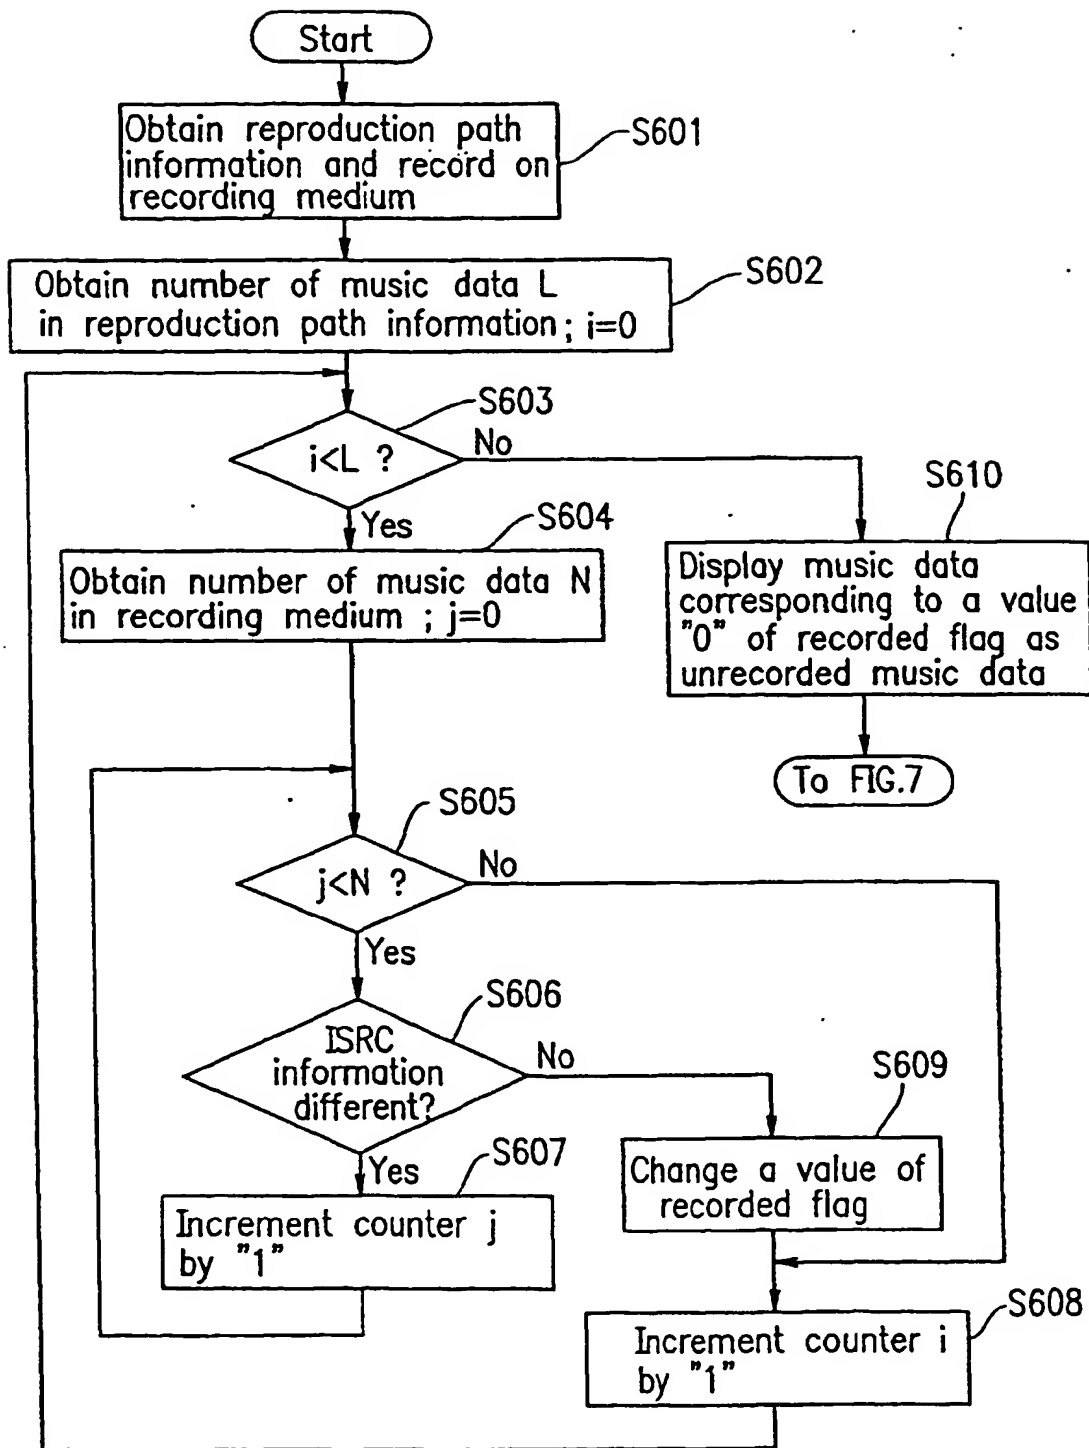 Start
Obtain reproduction path
information and record on
recording medium
S601
Obtain number of music data L
in reproduction path information; i=0
S602
S603
i<L ?
No
Yes
S604
Obtain number of music data N
in recording medium ; j=0
S610
Display music data
corresponding to a value
"0" of recorded flag as
unrecorded music data
To FIG.7
S605
j<N ?
No
Yes
S606
ISRC
information
different?
No
Yes
S607
Increment counter j
by "1"
S609
Change a value of
recorded flag
S608
Increment counter i
by "1"